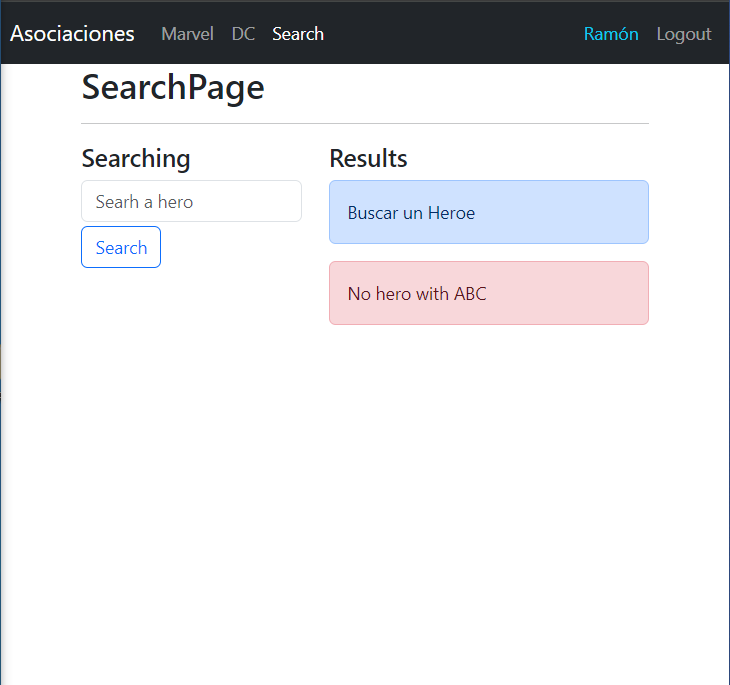 Asociaciones Marvel DC Search Ramón Logout
SearchPage
Searching
Searh a hero
Search
Results
Buscar un Heroe
No hero with ABC